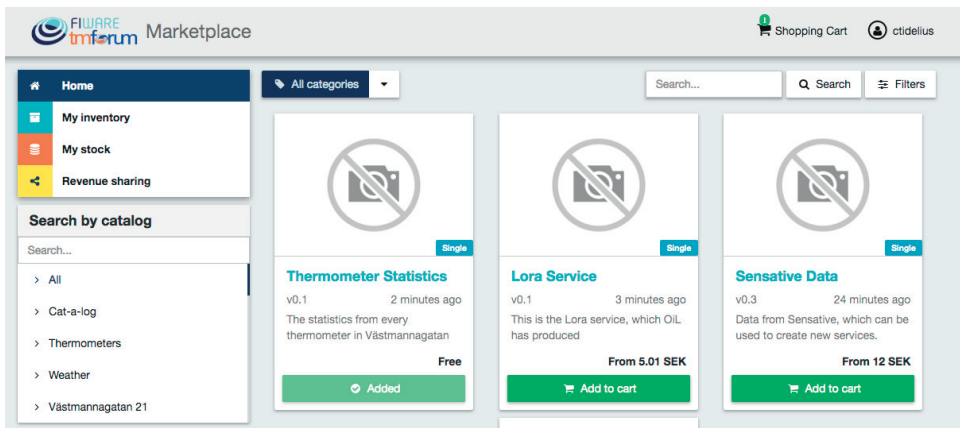 FIWARE
tmforum
Marketplace
1
Shopping Cart
ctidelius
Home
My inventory
My stock
Revenue sharing
Search by catalog
Search...
All
Cat-a-log
Thermometers
Weather
Västmannagatan 21
All categories
Search...
Search
Filters
Single
Thermometer Statistics
v0.1 2 minutes ago
The statistics from every
thermometer in Västmannagatan
Free
Added
Single
Lora Service
v0.1 3 minutes ago
This is the Lora service, which OiL
has produced
From 5.01 SEK
Add to cart
Single
Sensative Data
v0.3 24 minutes ago
Data from Sensative, which can be
used to create new services.
From 12 SEK
Add to cart